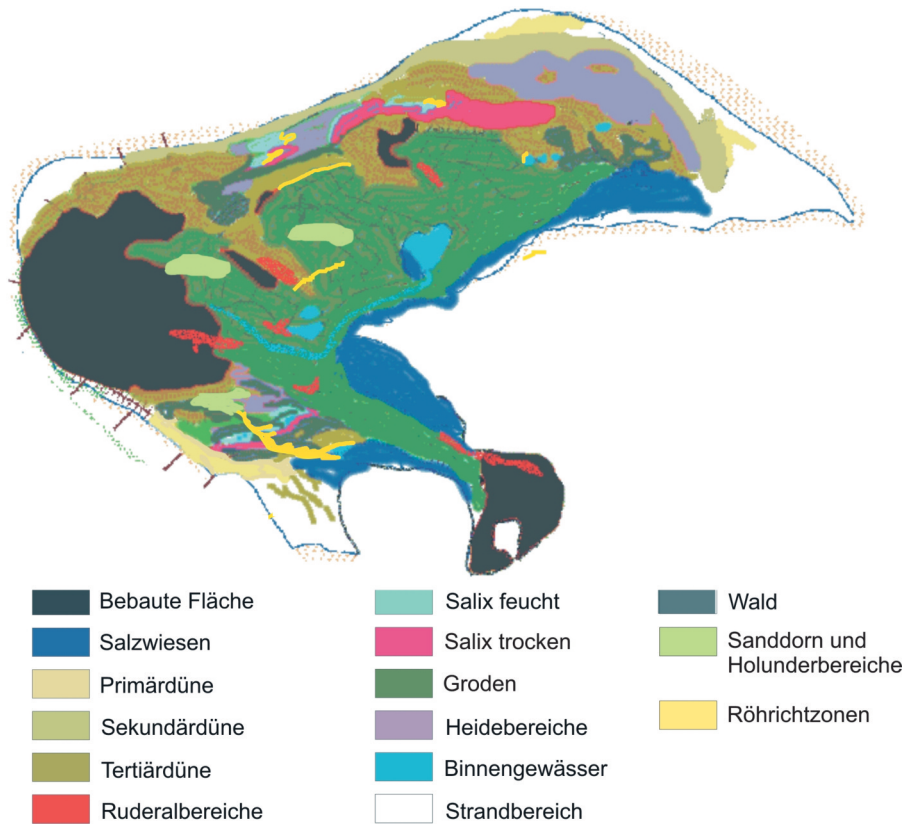 Bebaute Fläche
Salzwiesen
Primärdüne
Sekundärdüne
Tertiärdüne
Ruderalbereiche
Salix feucht
Salix trocken
Groden
Heidebereiche
Binnengewässer
Strandbereich
Wald
Sanddorn und
Holunderbereiche
Röhrichtzonen